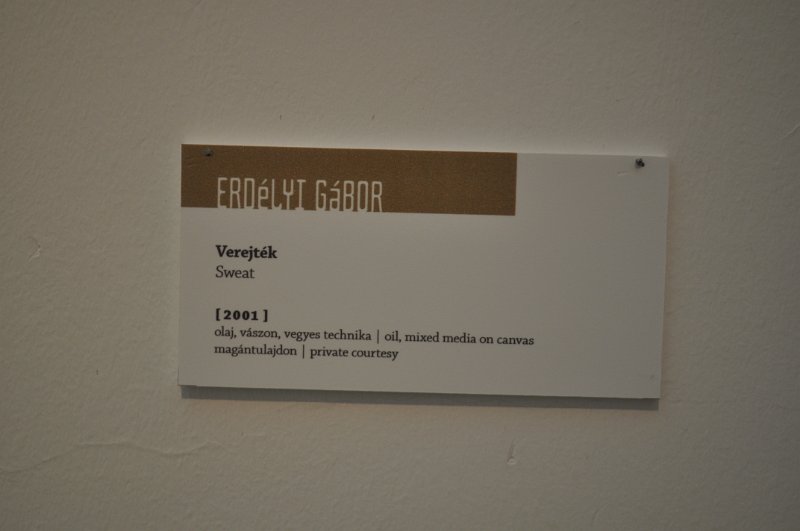 ERDéLYI GáBOR
Verejték
Sweat
[ 2001 ]
olaj, vászon, vegyes technika | oil, mixed media on canvas
magántulajdon | private courtesy